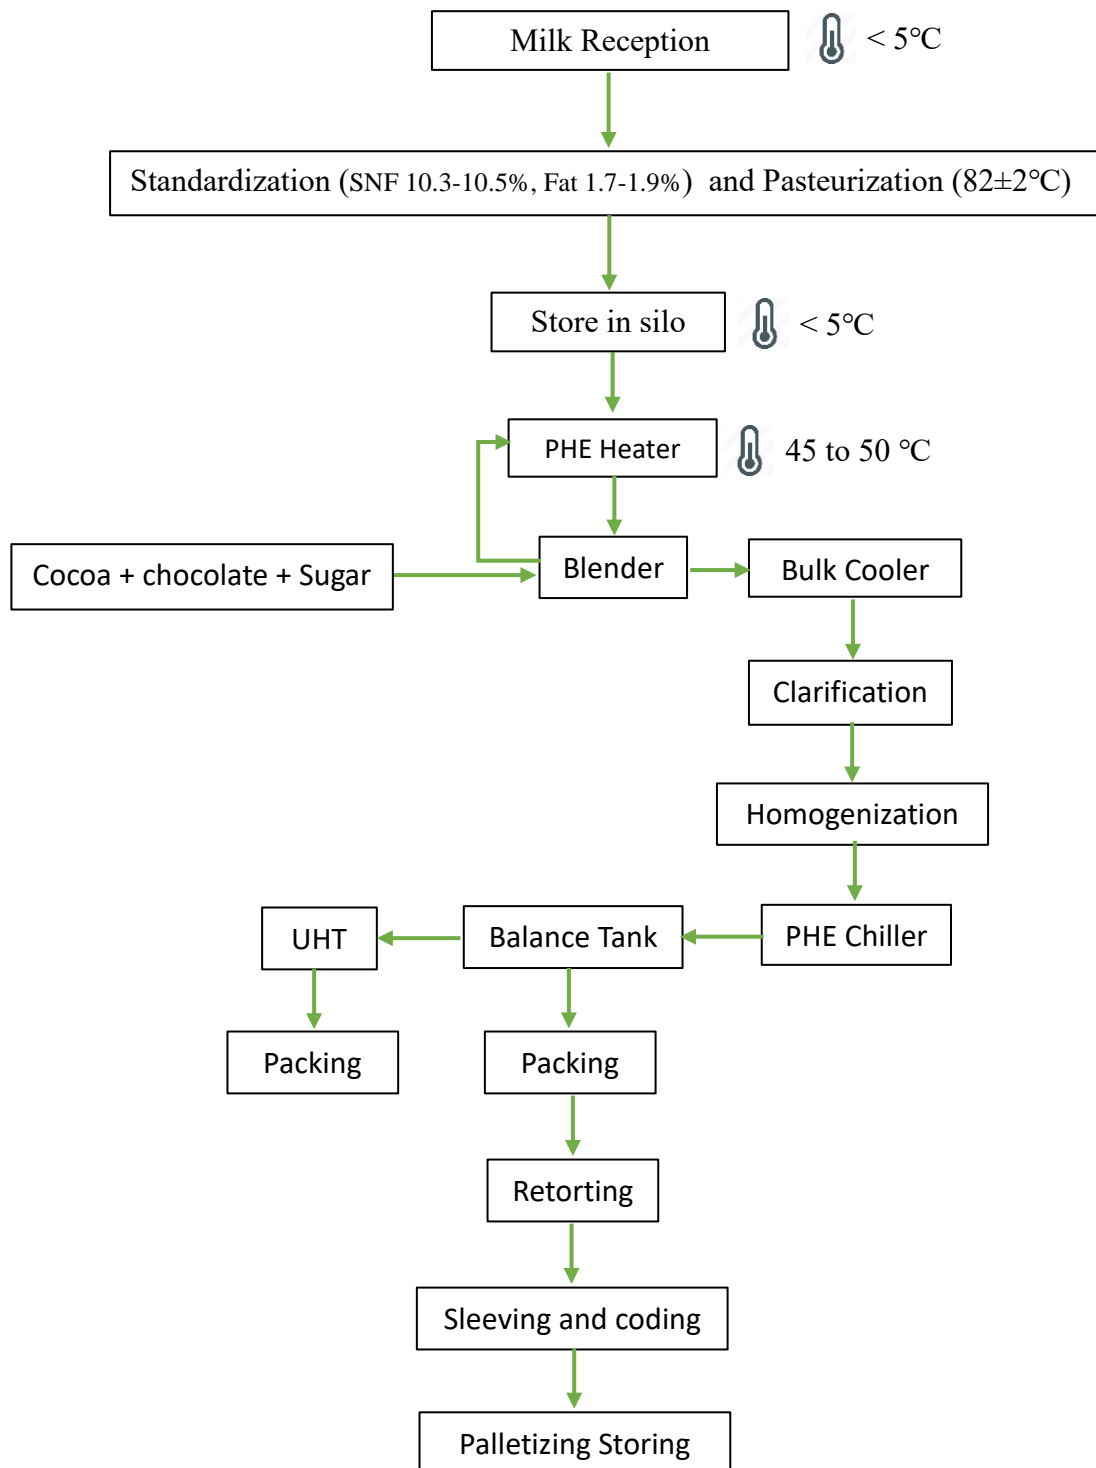 Milk Reception
< 5°C
Standardization (SNF 10.3-10.5%, Fat 1.7-1.9%) and Pasteurization (82±2°C)
Store in silo
< 5°C
PHE Heater
45 to 50 °C
Cocoa + chocolate + Sugar
Blender
Bulk Cooler
Clarification
Homogenization
UHT
Balance Tank
PHE Chiller
Packing
Packing
Retorting
Sleeving and coding
Palletizing Storing